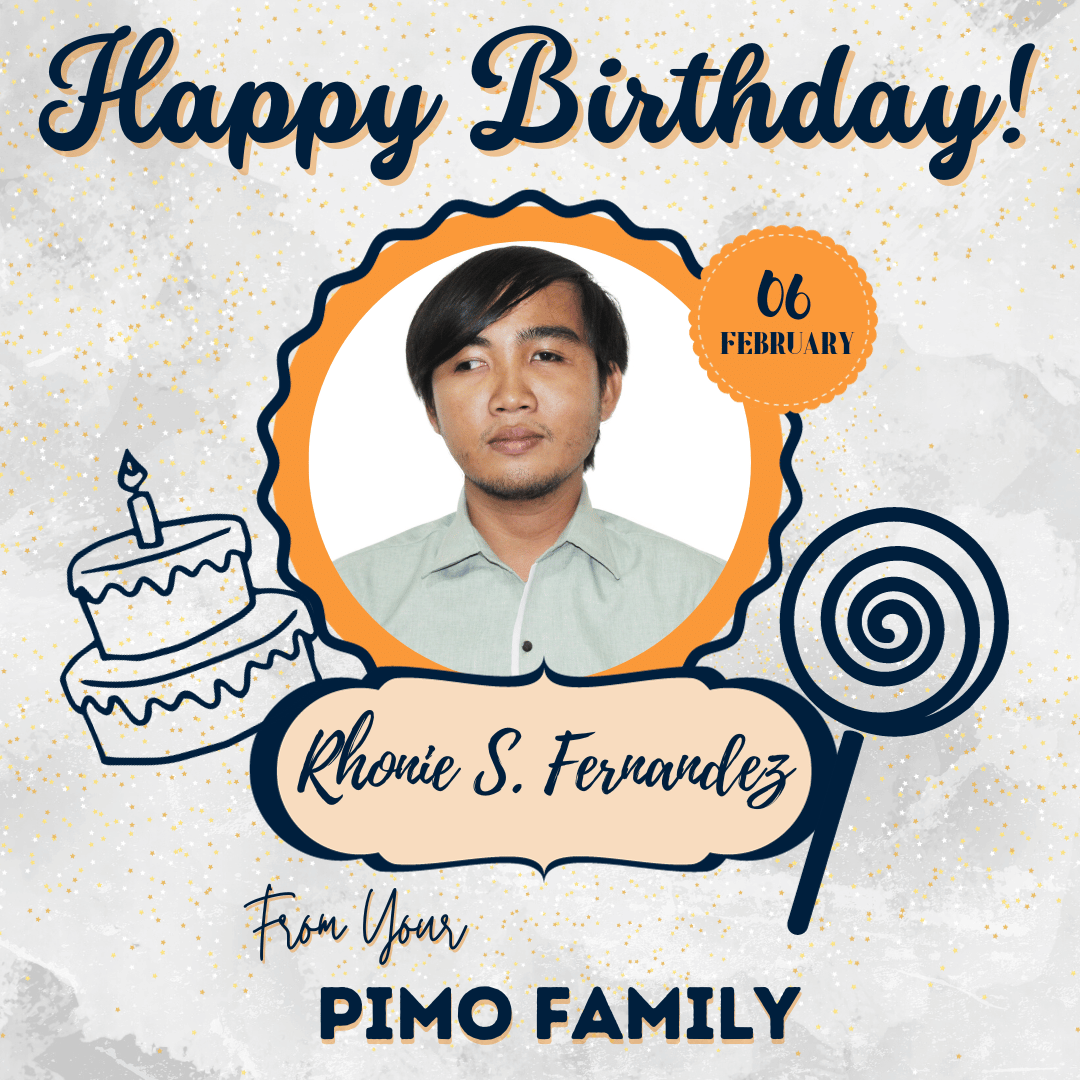 Happy Birthday!
06
FEBRUARY
Rhonie S. Fernandez
From Your
PIMO FAMILY